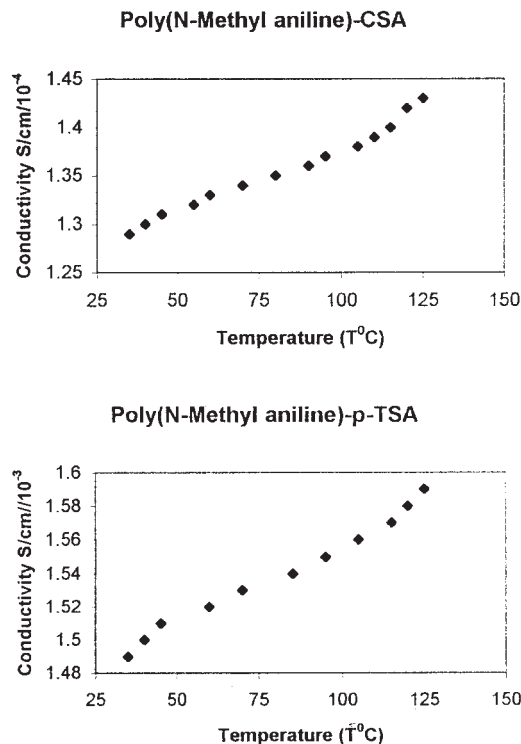 Poly(N-Methyl aniline)-CSA
Conductivity S/cm/10⁻⁴
1.45
1.4
1.35
1.3
1.25
25 50 75 100 125 150
Temperature (T⁰C)
Poly(N-Methyl aniline)-p-TSA
Conductivity S/cm//10⁻³
1.6
1.58
1.56
1.54
1.52
1.5
1.48
25 50 75 100 125 150
Temperature (T⁰C)